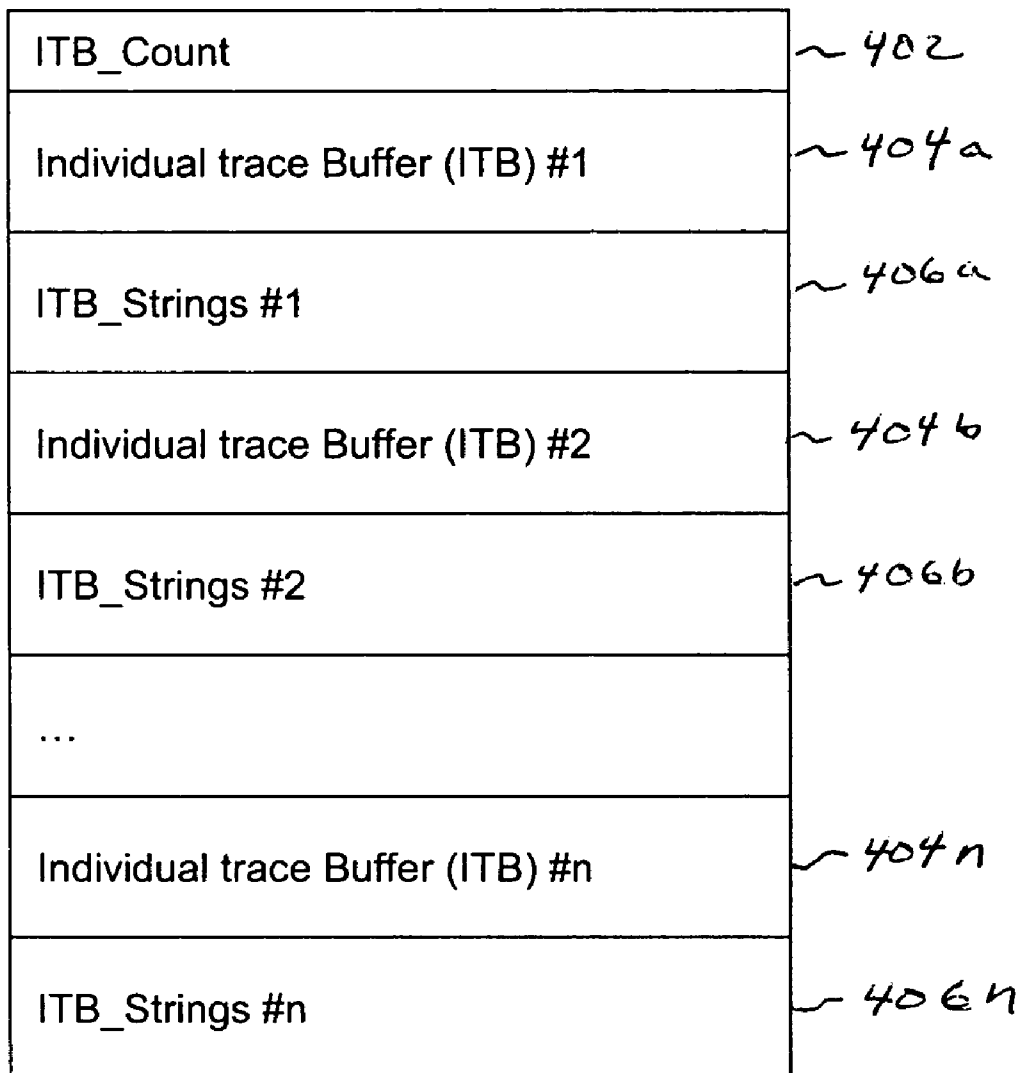 ITB_Count 402
Individual trace Buffer (ITB) #1 404a
ITB_Strings #1 406a
Individual trace Buffer (ITB) #2 404b
ITB_Strings #2 406b
...
Individual trace Buffer (ITB) #n 404n
ITB_Strings #n 406n